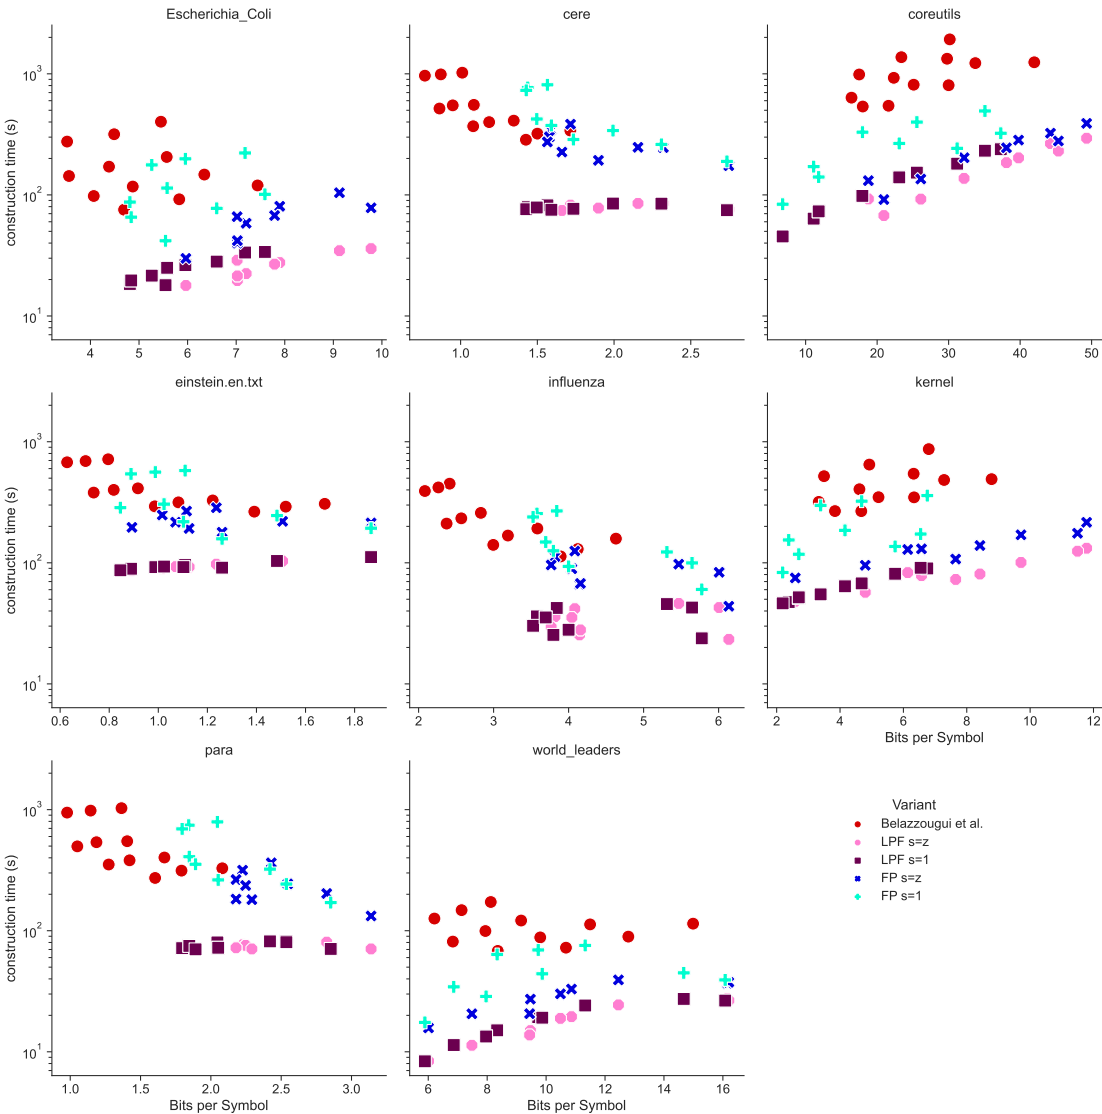 Escherichia_Coli
cere
coreutils
construction time (s)
10³
10²
10¹
4 5 6 7 8 9 10
1.0 1.5 2.0 2.5
10 20 30 40 50
einstein.en.txt
influenza
kernel
construction time (s)
10³
10²
10¹
0.6 0.8 1.0 1.2 1.4 1.6 1.8
2 3 4 5 6
2 4 6 8 10 12
Bits per Symbol
para
world_leaders
construction time (s)
10³
10²
10¹
1.0 1.5 2.0 2.5 3.0
Bits per Symbol
6 8 10 12 14 16
Bits per Symbol
Variant
Belazzougui et al.
LPF s=z
LPF s=1
FP s=z
FP s=1